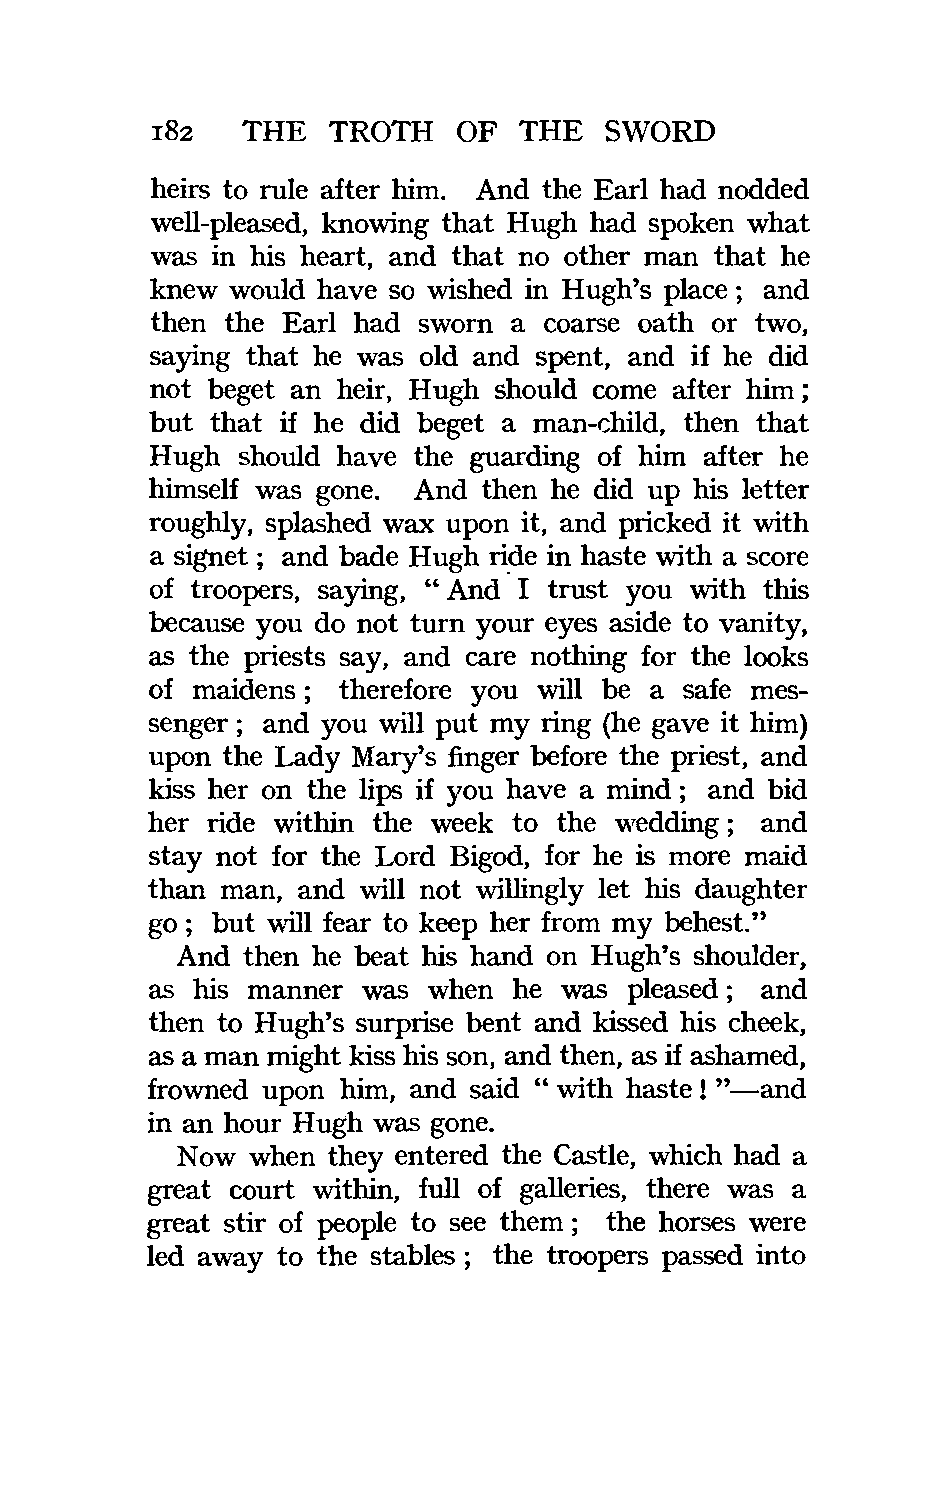 182 THE TROTH OF THE SWORD
heirs to rule after him. And the Earl had nodded
well-pleased, knowing that Hugh had spoken what
was in his heart, and that no other man that he
knew would have so wished in Hugh's place ; and
then the Earl had sworn a coarse oath or two,
saying that he was old and spent, and if he did
not beget an heir, Hugh should come after him ;
but that if he did beget a man-child, then that
Hugh should have the guarding of him after he
himself was gone. And then he did up his letter
roughly, splashed wax upon it, and pricked it with
a signet ; and bade Hugh ride in haste with a score
of troopers, saying, “ And I trust you with this
because you do not turn your eyes aside to vanity,
as the priests say, and care nothing for the looks
of maidens ; therefore you will be a safe mes-
senger ; and you will put my ring (he gave it him)
upon the Lady Mary's finger before the priest, and
kiss her on the lips if you have a mind ; and bid
her ride within the week to the wedding ; and
stay not for the Lord Bigod, for he is more maid
than man, and will not willingly let his daughter
go ; but will fear to keep her from my behest.”
And then he beat his hand on Hugh's shoulder,
as his manner was when he was pleased ; and
then to Hugh's surprise bent and kissed his cheek,
as a man might kiss his son, and then, as if ashamed,
frowned upon him, and said “ with haste ! ”—and
in an hour Hugh was gone.
Now when they entered the Castle, which had a
great court within, full of galleries, there was a
great stir of people to see them ; the horses were
led away to the stables ; the troopers passed into